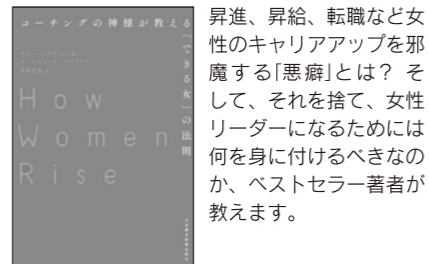 コーチングの神様が教える「できる女」の法則
How
Women
Rise
昇進、昇給、転職など女
性のキャリアアップを邪
魔する「悪癖」とは? そ
して、それを捨て、女性
リーダーになるためには
何を身に付けるべきなの
か、ベストセラー著者が
教えます。